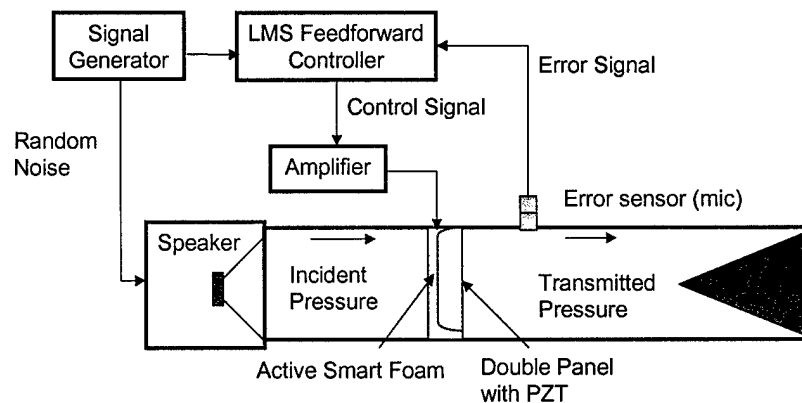 Signal
Generator
LMS Feedforward
Controller
Error Signal
Control Signal
Random
Noise
Amplifier
Error sensor (mic)
Speaker
Incident
Pressure
Transmitted
Pressure
Active Smart Foam
Double Panel
with PZT